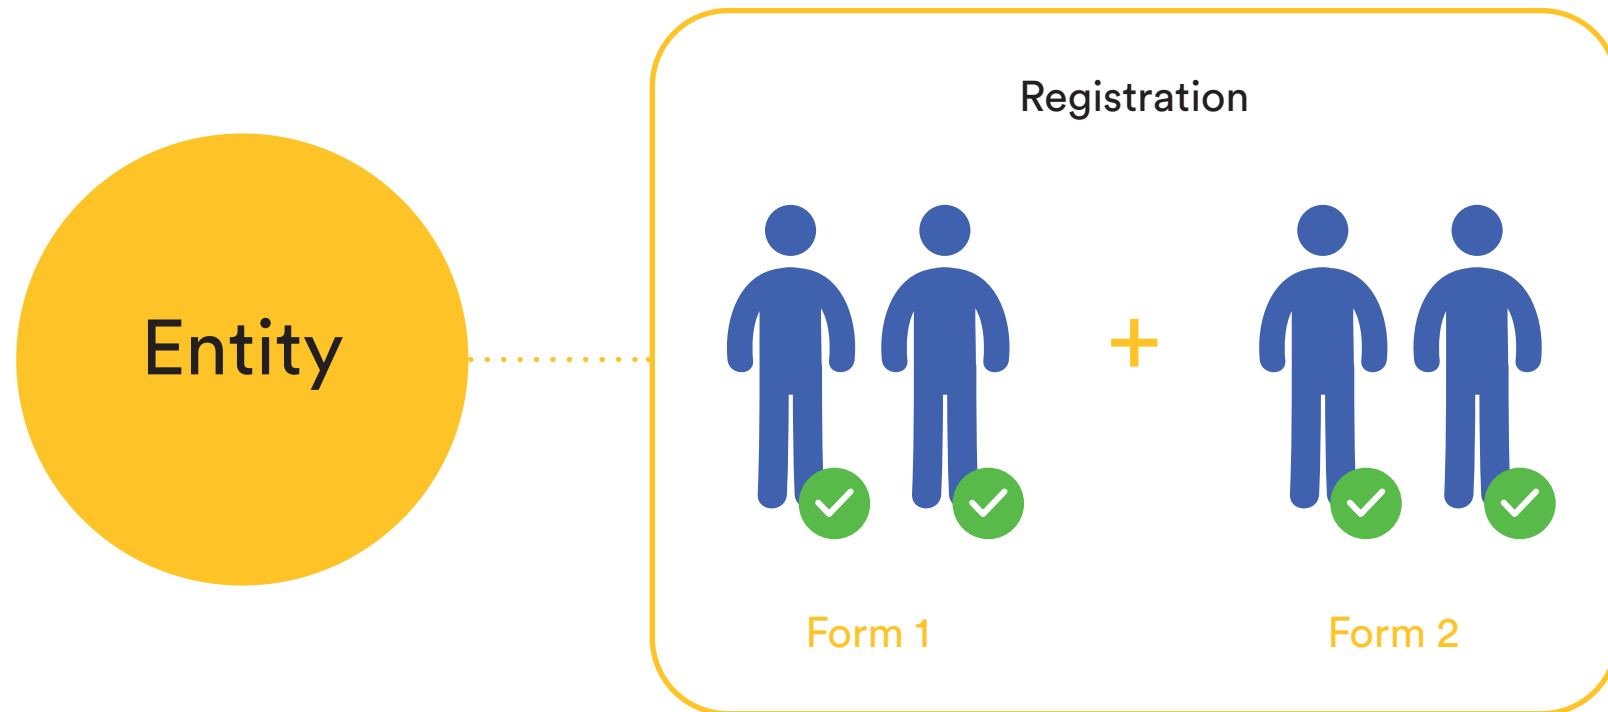 Registration
Entity
+
Form 1
Form 2